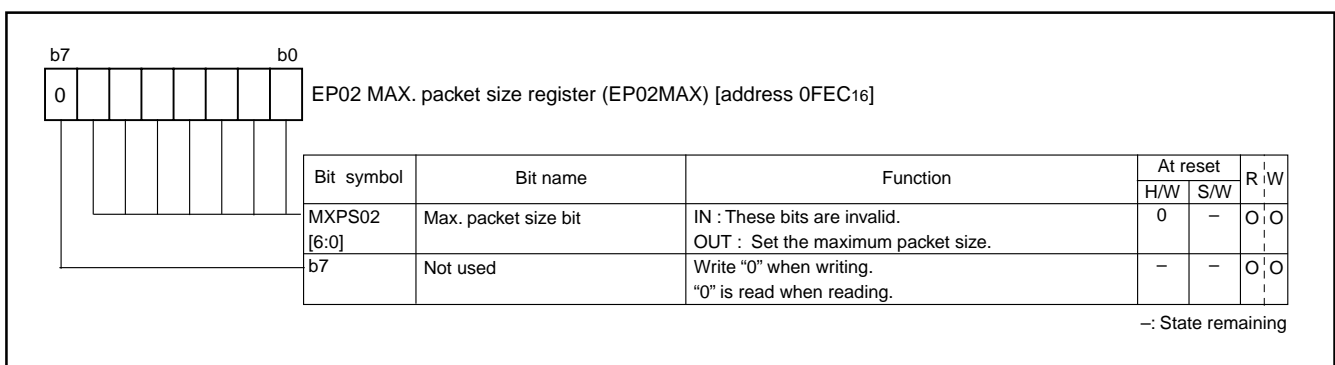 b7 b0
0 EP02 MAX. packet size register (EP02MAX) [address 0FEC16]
Bit symbol Bit name Function At reset R W
H/W S/W
MXPS02 Max. packet size bit IN : These bits are invalid. 0 – O O
[6:0] OUT : Set the maximum packet size.
b7 Not used Write “0” when writing. – – O O
“0” is read when reading.
–: State remaining